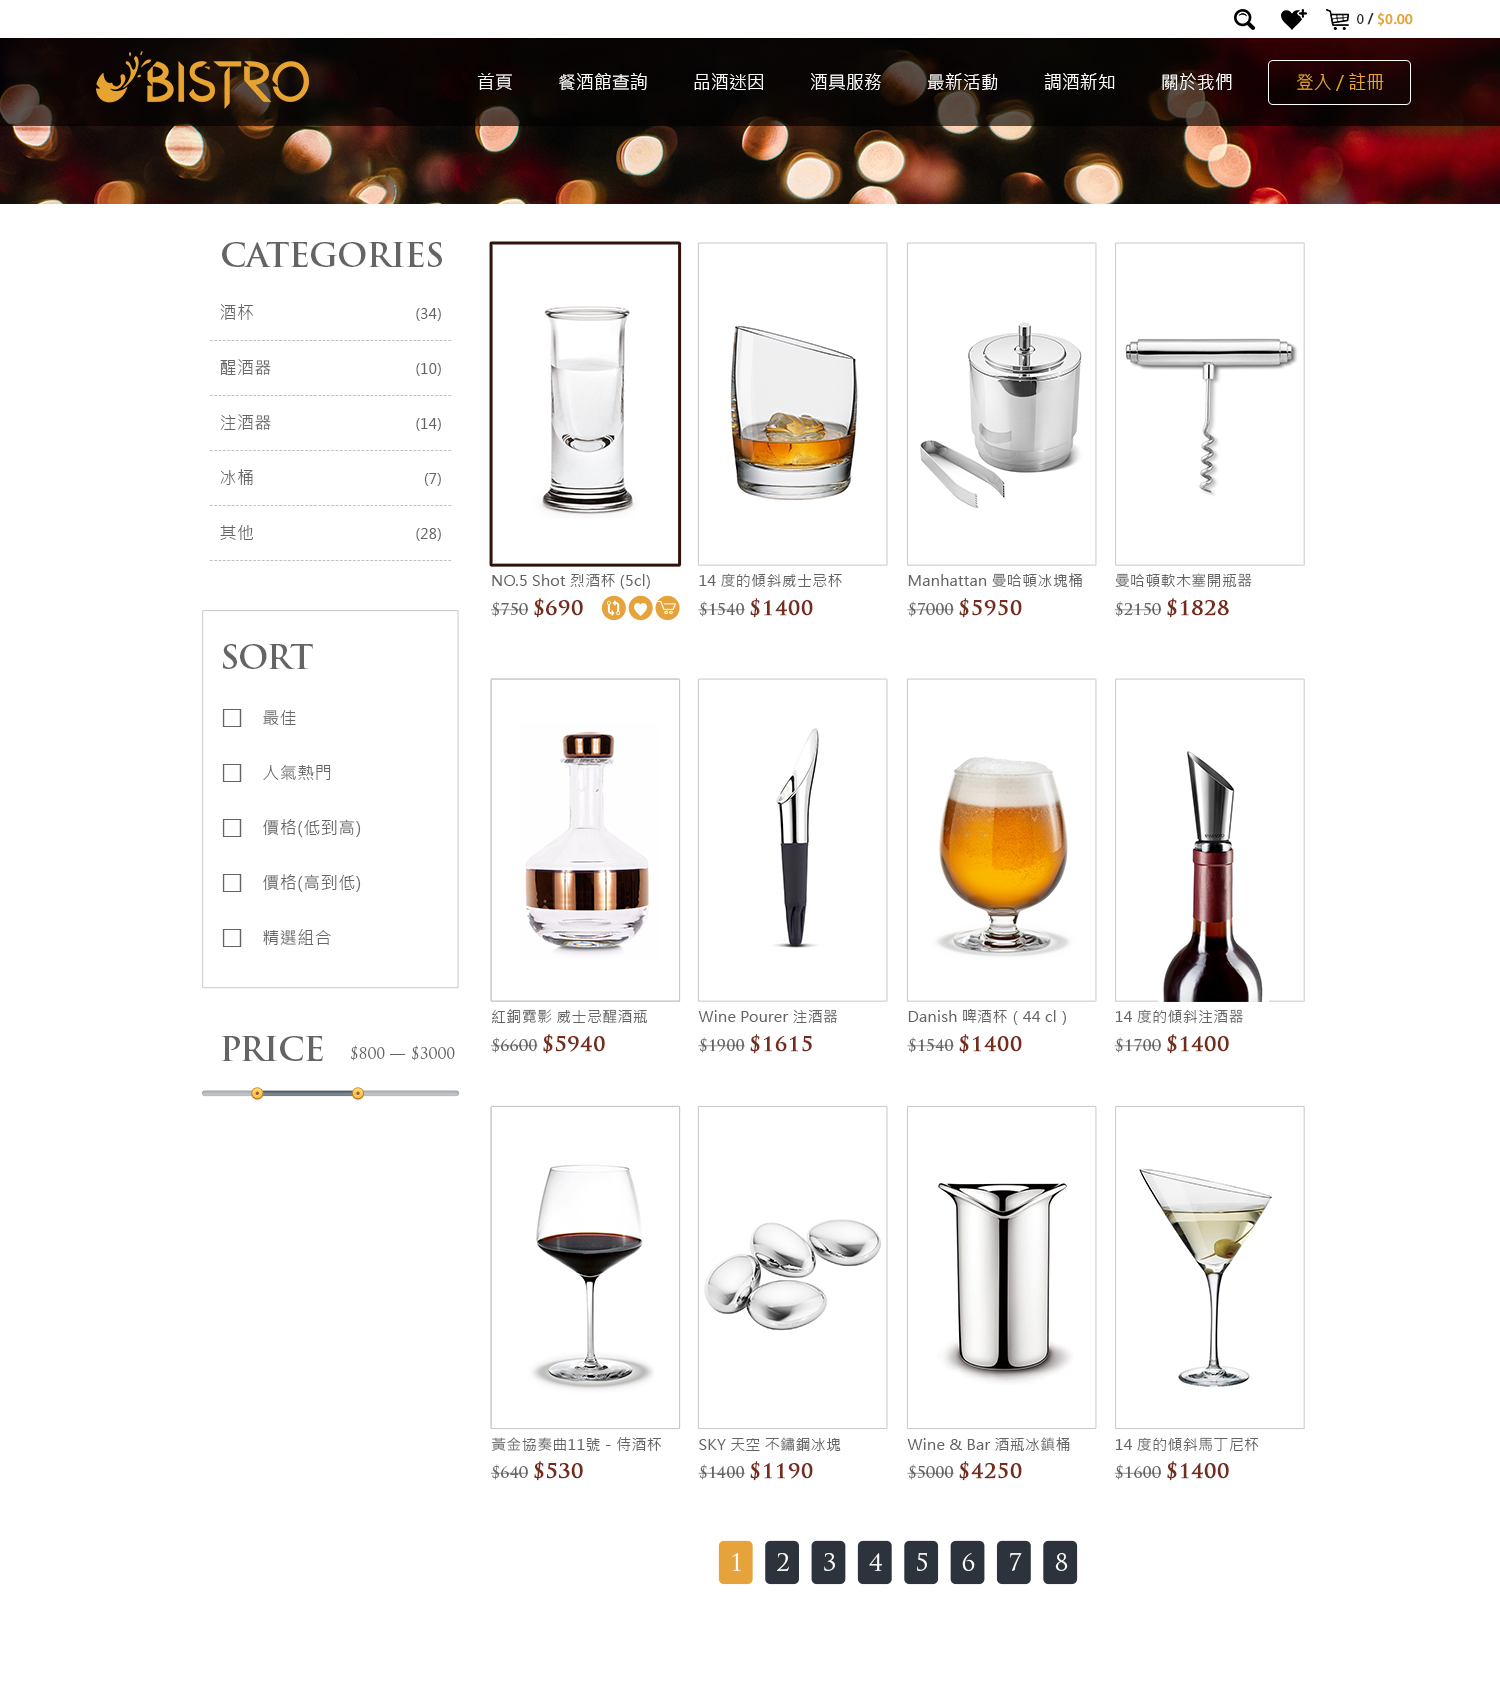 0 / $0.00
BISTRO
首頁 餐酒館查詢 品酒迷因 酒具服務 最新活動 調酒新知 關於我們 登入 / 註冊
CATEGORIES
酒杯 (34)
醒酒器 (10)
注酒器 (14)
冰桶 (7)
其他 (28)
SORT
最佳
人氣熱門
價格(低到高)
價格(高到低)
精選組合
PRICE $800 — $3000
NO.5 Shot 烈酒杯 (5cl)
$750 $690
14 度的傾斜威士忌杯
$1540 $1400
Manhattan 曼哈頓冰塊桶
$7000 $5950
曼哈頓軟木塞開瓶器
$2150 $1828
紅銅霓影 威士忌醒酒瓶
$6600 $5940
Wine Pourer 注酒器
$1900 $1615
Danish 啤酒杯 ( 44 cl )
$1540 $1400
14 度的傾斜注酒器
$1700 $1400
黃金協奏曲11號 - 侍酒杯
$640 $530
SKY 天空 不鏽鋼冰塊
$1400 $1190
Wine & Bar 酒瓶冰鎮桶
$5000 $4250
14 度的傾斜馬丁尼杯
$1600 $1400
1 2 3 4 5 6 7 8